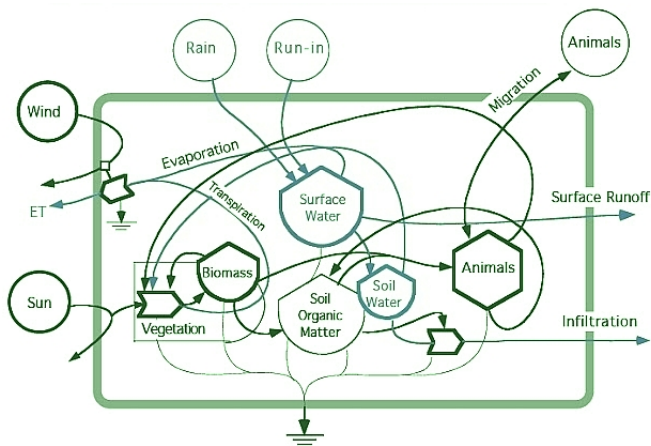 Rain
Run-in
Animals
Wind
Migration
Evaporation
Transpiration
ET
Surface
Water
Surface Runoff
Biomass
Animals
Soil
Water
Sun
Soil
Organic
Matter
Vegetation
Infiltration